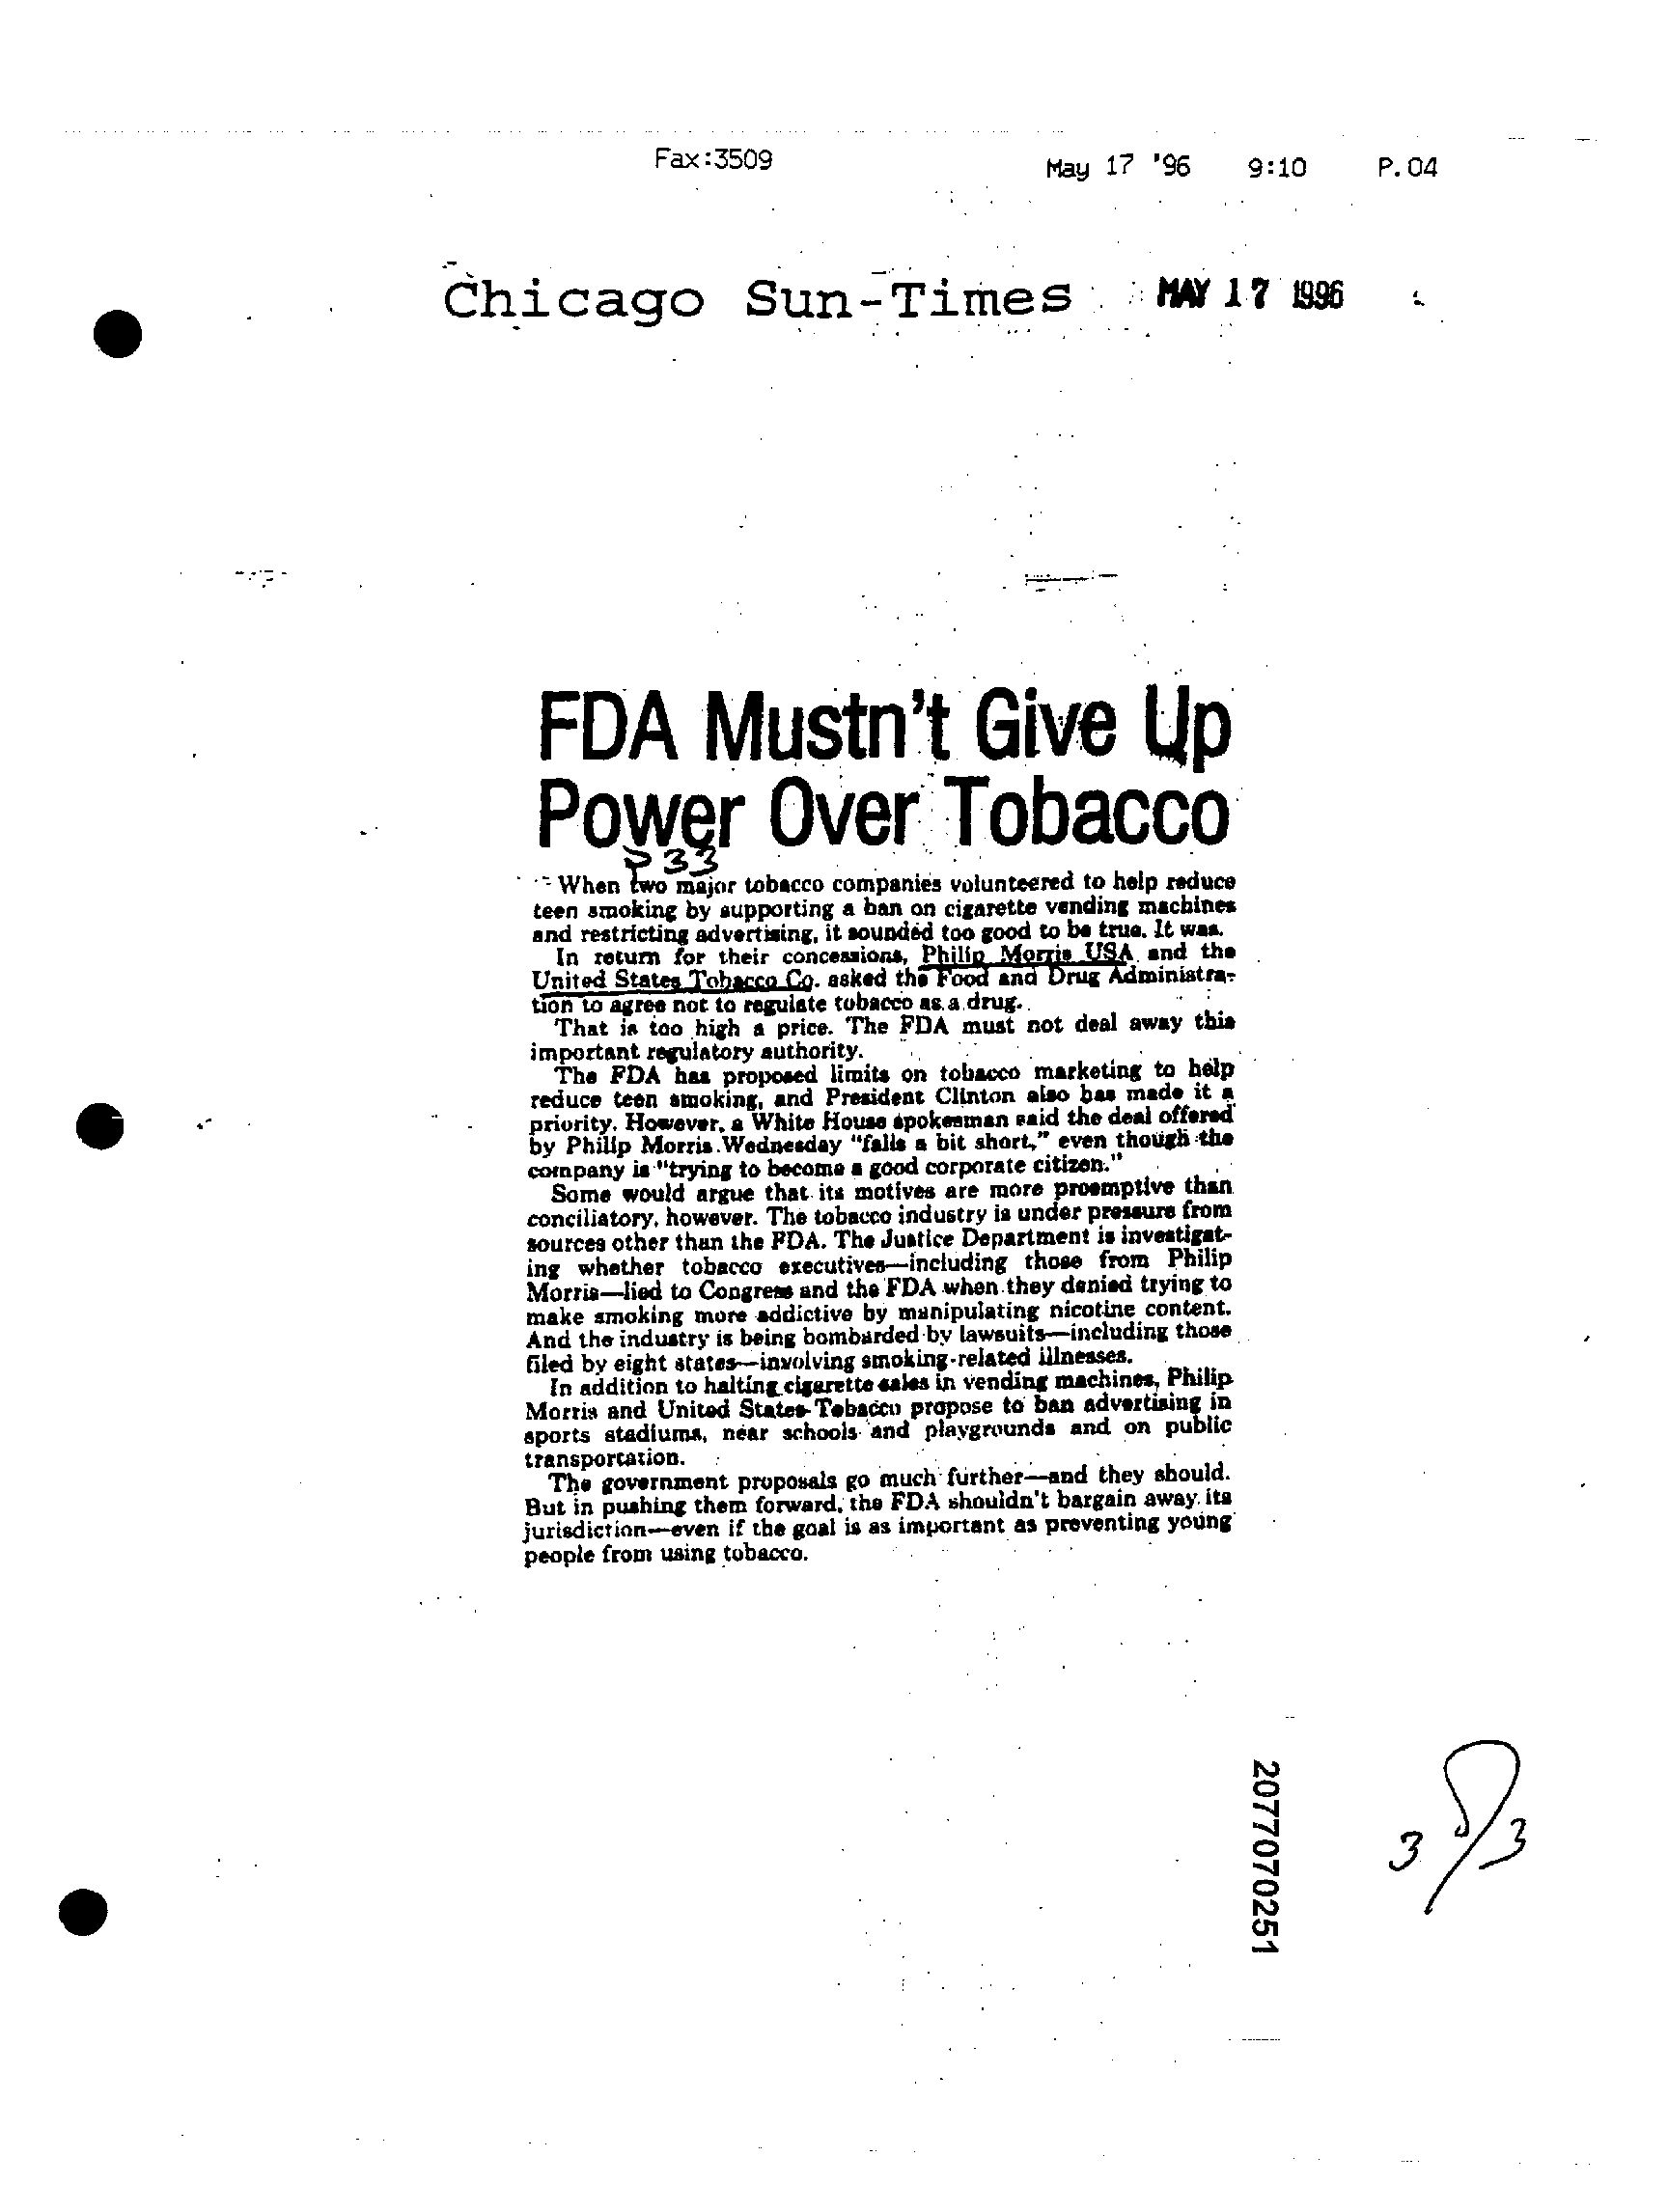 Fax:3509 May 17 '96 9:10 P.04
Chicago Sun-Times MAY 17 1996
FDA Mustn't Give Up
Power Over Tobacco
P 33
When two major tobacco companies volunteered to help reduce
teen smoking by supporting a ban on cigarette vending machines
and restricting advertising, it sounded too good to be true. It was.
In return for their concessions, Philip Morris USA and the
United States Tobacco Co. asked the Food and Drug Administra-
tion to agree not to regulate tobacco as a drug.
That is too high a price. The FDA must not deal away this
important regulatory authority.
The FDA has proposed limits on tobacco marketing to help
reduce teen smoking, and President Clinton also has made it a
priority. However, a White House spokesman said the deal offered
by Philip Morris Wednesday "falls a bit short," even though the
company is "trying to become a good corporate citizen."
Some would argue that its motives are more preemptive than
conciliatory, however. The tobacco industry is under pressure from
sources other than the FDA. The Justice Department is investigat-
ing whether tobacco executives—including those from Philip
Morris—lied to Congress and the FDA when they denied trying to
make smoking more addictive by manipulating nicotine content.
And the industry is being bombarded by lawsuits—including those
filed by eight states—involving smoking-related illnesses.
In addition to halting cigarette sales in vending machines, Philip
Morris and United States Tobacco propose to ban advertising in
sports stadiums, near schools and playgrounds and on public
transportation.
The government proposals go much further—and they should.
But in pushing them forward, the FDA shouldn't bargain away its
jurisdiction—even if the goal is as important as preventing young
people from using tobacco.
2077070251
3 3